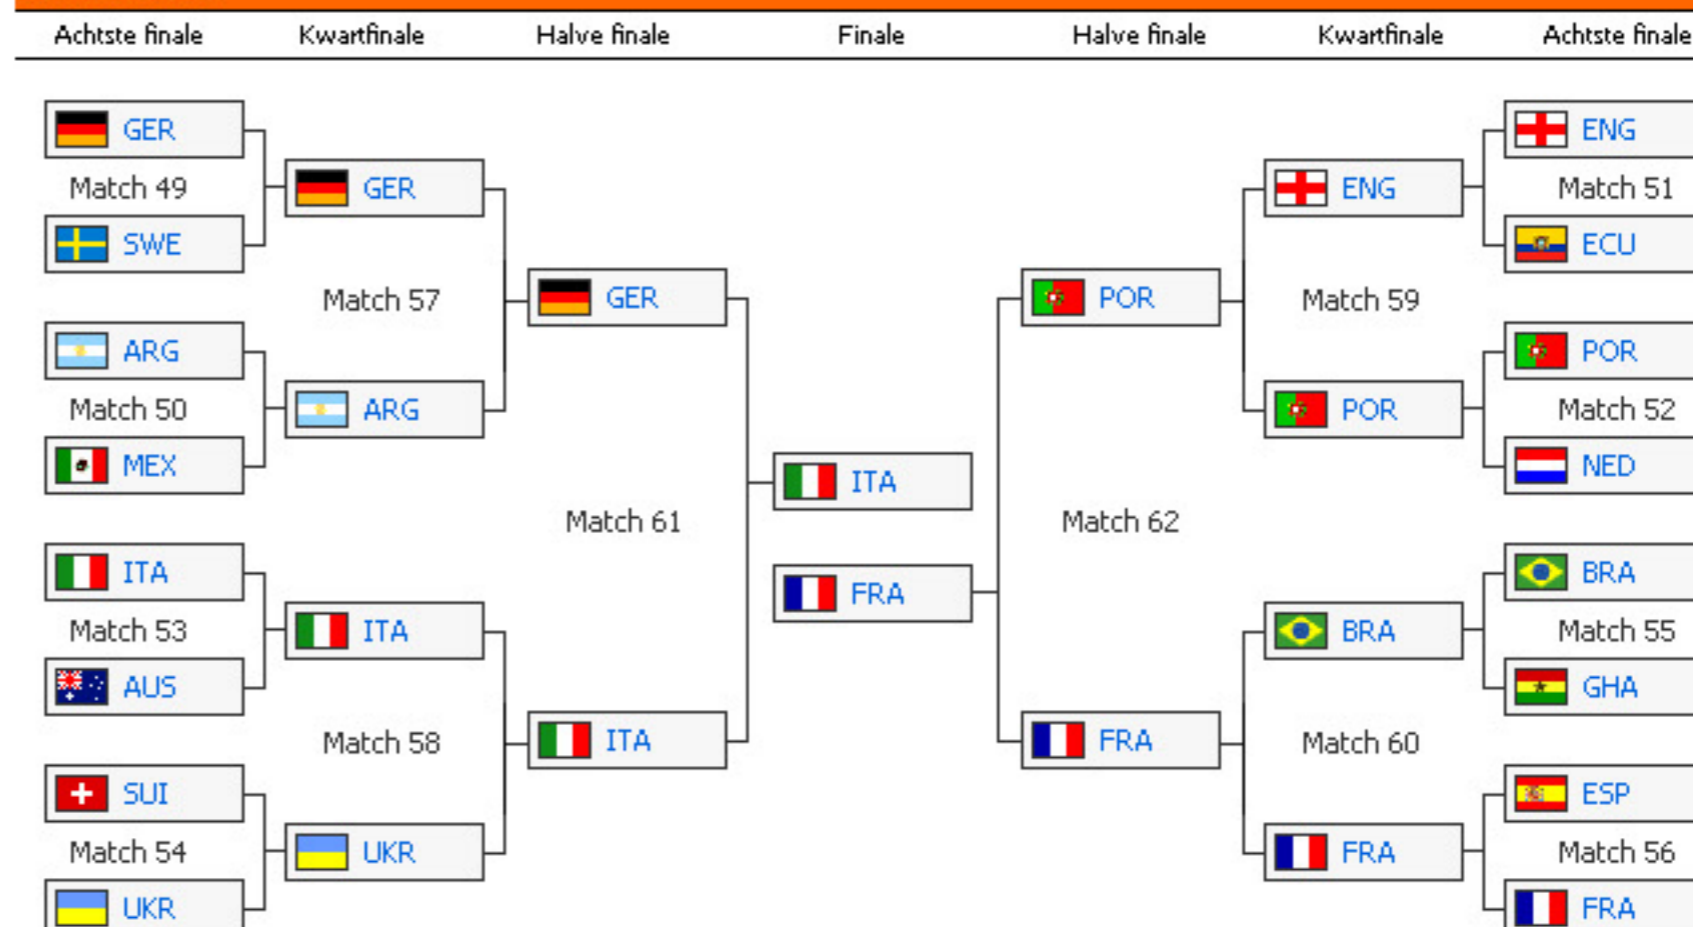 Achtste finale Kwartfinale Halve finale Finale Halve finale Kwartfinale Achtste finale
GER ENG
Match 49 GER ENG Match 51
SWE ECU
Match 57 GER POR Match 59
ARG POR
Match 50 ARG POR Match 52
MEX NED
ITA
Match 61 Match 62
ITA BRA
FRA
Match 53 ITA BRA Match 55
AUS GHA
Match 58 ITA FRA Match 60
SUI ESP
Match 54 UKR FRA Match 56
UKR FRA